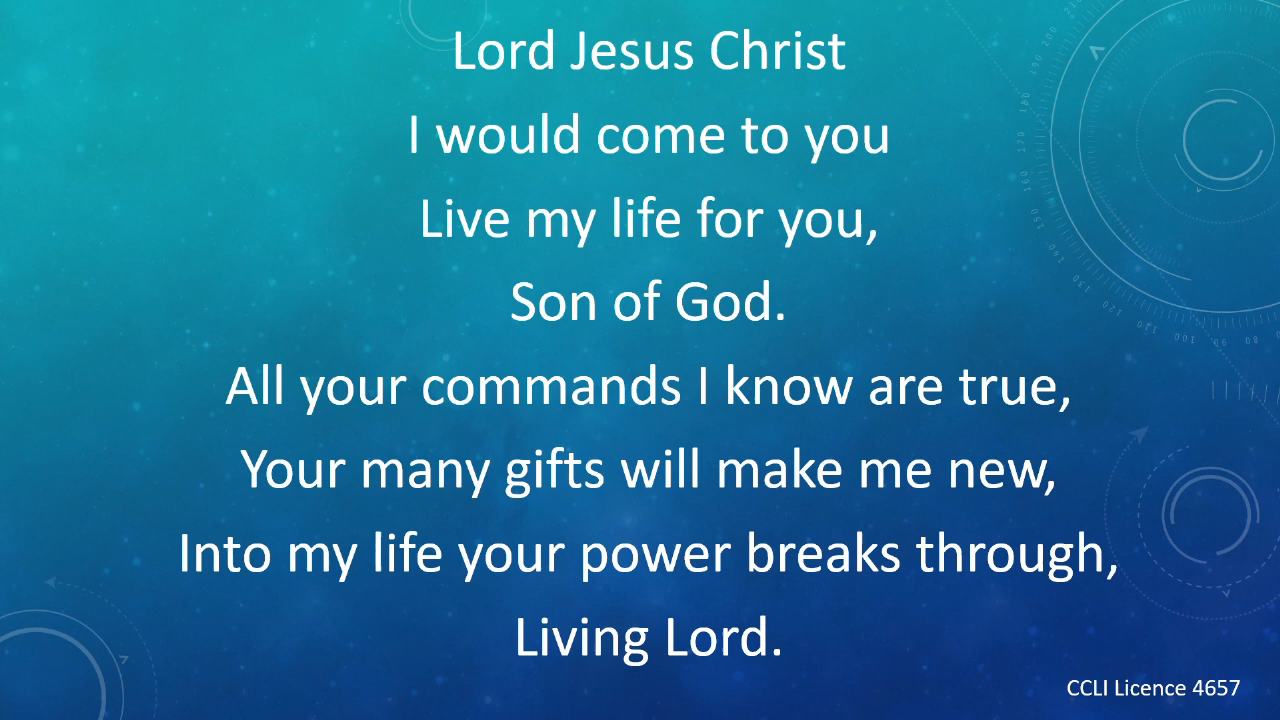 Lord Jesus Christ
I would come to you
Live my life for you,
Son of God.
All your commands I know are true,
Your many gifts will make me new,
Into my life your power breaks through,
Living Lord.
CCLI Licence 4657